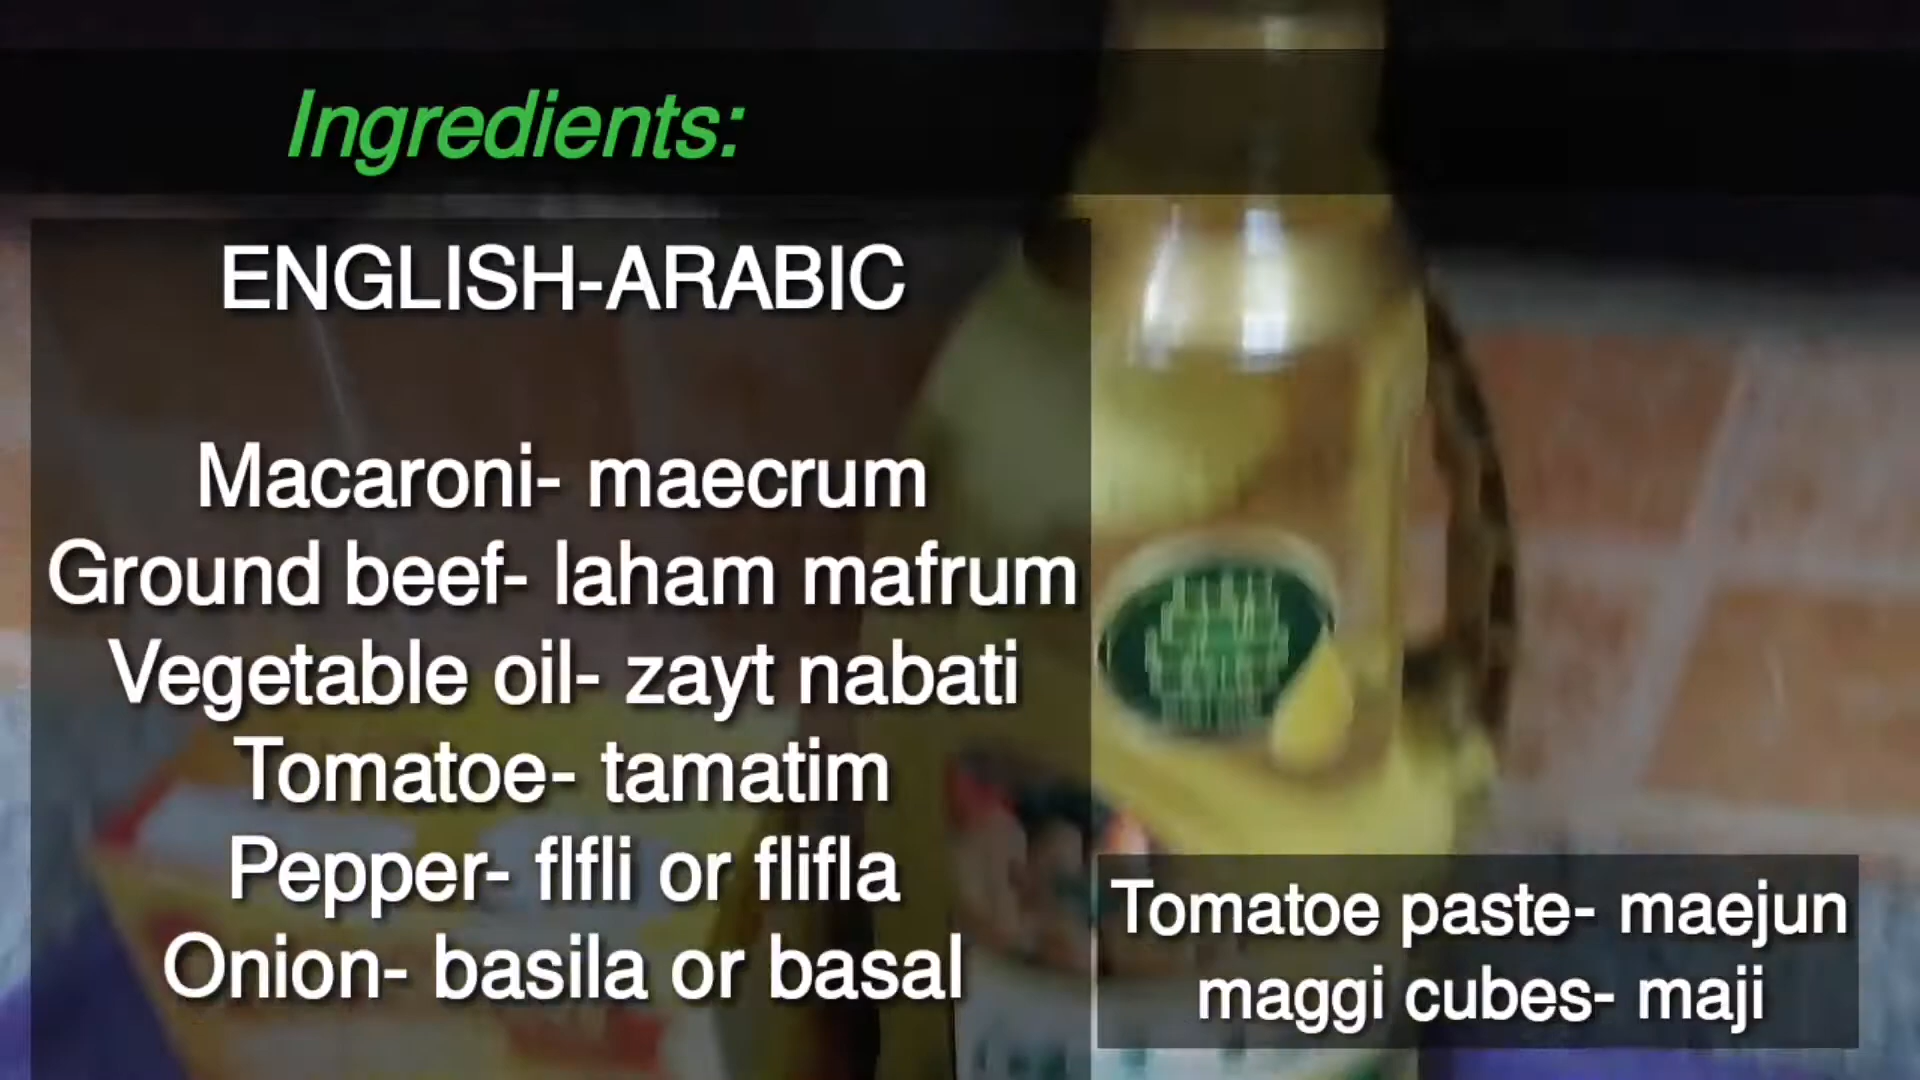 Ingredients:
ENGLISH-ARABIC
Macaroni- maecrum
Ground beef- laham mafrum
Vegetable oil- zayt nabati
Tomatoe- tamatim
Pepper- flfli or flifla
Onion- basila or basal
Tomatoe paste- maejun
maggi cubes- maji